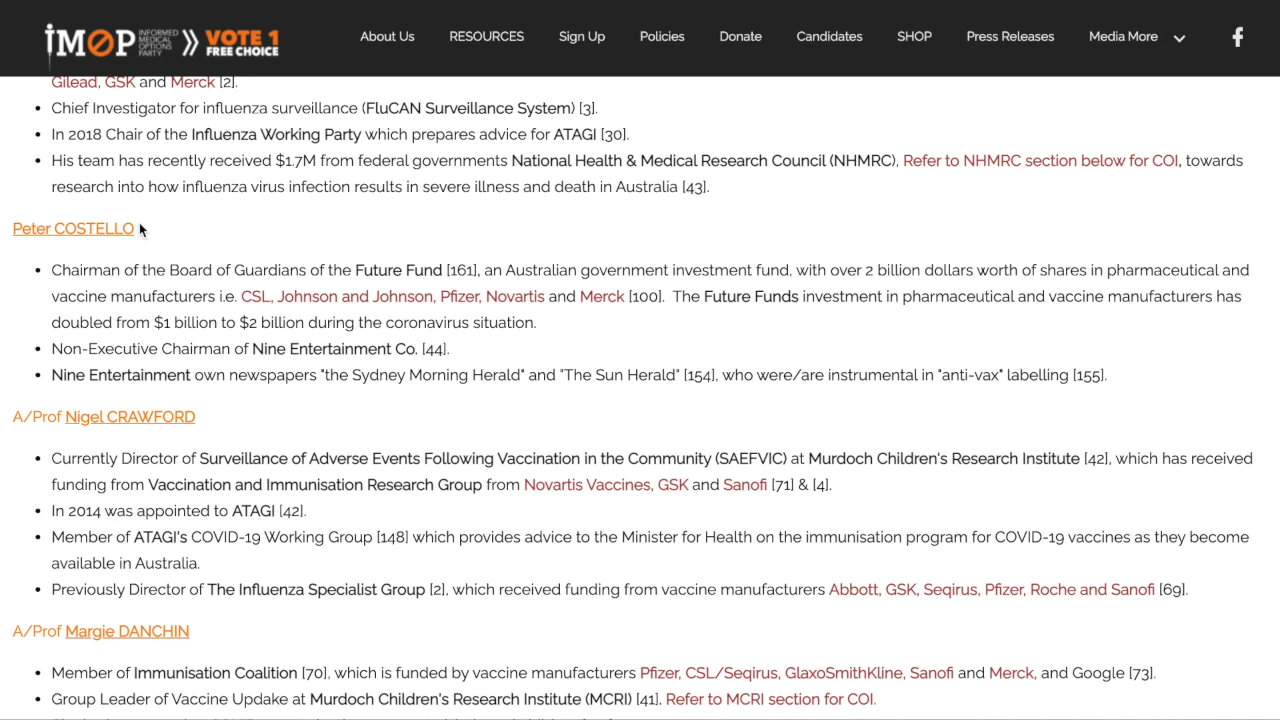 iMOP INFORMED MEDICAL OPTIONS PARTY VOTE 1 FREE CHOICE
About Us RESOURCES Sign Up Policies Donate Candidates SHOP Press Releases Media More
Gilead, GSK and Merck [2].
• Chief Investigator for influenza surveillance (FluCAN Surveillance System) [3].
• In 2018 Chair of the Influenza Working Party which prepares advice for ATAGI [30].
• His team has recently received $1.7M from federal governments National Health & Medical Research Council (NHMRC), Refer to NHMRC section below for COI, towards
research into how influenza virus infection results in severe illness and death in Australia [43].
Peter COSTELLO
• Chairman of the Board of Guardians of the Future Fund [161], an Australian government investment fund, with over 2 billion dollars worth of shares in pharmaceutical and
vaccine manufacturers i.e. CSL, Johnson and Johnson, Pfizer, Novartis and Merck [100]. The Future Funds investment in pharmaceutical and vaccine manufacturers has
doubled from $1 billion to $2 billion during the coronavirus situation.
• Non-Executive Chairman of Nine Entertainment Co. [44].
• Nine Entertainment own newspapers "the Sydney Morning Herald" and "The Sun Herald" [154], who were/are instrumental in "anti-vax" labelling [155].
A/Prof Nigel CRAWFORD
• Currently Director of Surveillance of Adverse Events Following Vaccination in the Community (SAEFVIC) at Murdoch Children's Research Institute [42], which has received
funding from Vaccination and Immunisation Research Group from Novartis Vaccines, GSK and Sanofi [71] & [4].
• In 2014 was appointed to ATAGI [42].
• Member of ATAGI's COVID-19 Working Group [148] which provides advice to the Minister for Health on the immunisation program for COVID-19 vaccines as they become
available in Australia.
• Previously Director of The Influenza Specialist Group [2], which received funding from vaccine manufacturers Abbott, GSK, Seqirus, Pfizer, Roche and Sanofi [69].
A/Prof Margie DANCHIN
• Member of Immunisation Coalition [70], which is funded by vaccine manufacturers Pfizer, CSL/Seqirus, GlaxoSmithKline, Sanofi and Merck, and Google [73].
• Group Leader of Vaccine Updake at Murdoch Children's Research Institute (MCRI) [41]. Refer to MCRI section for COI.